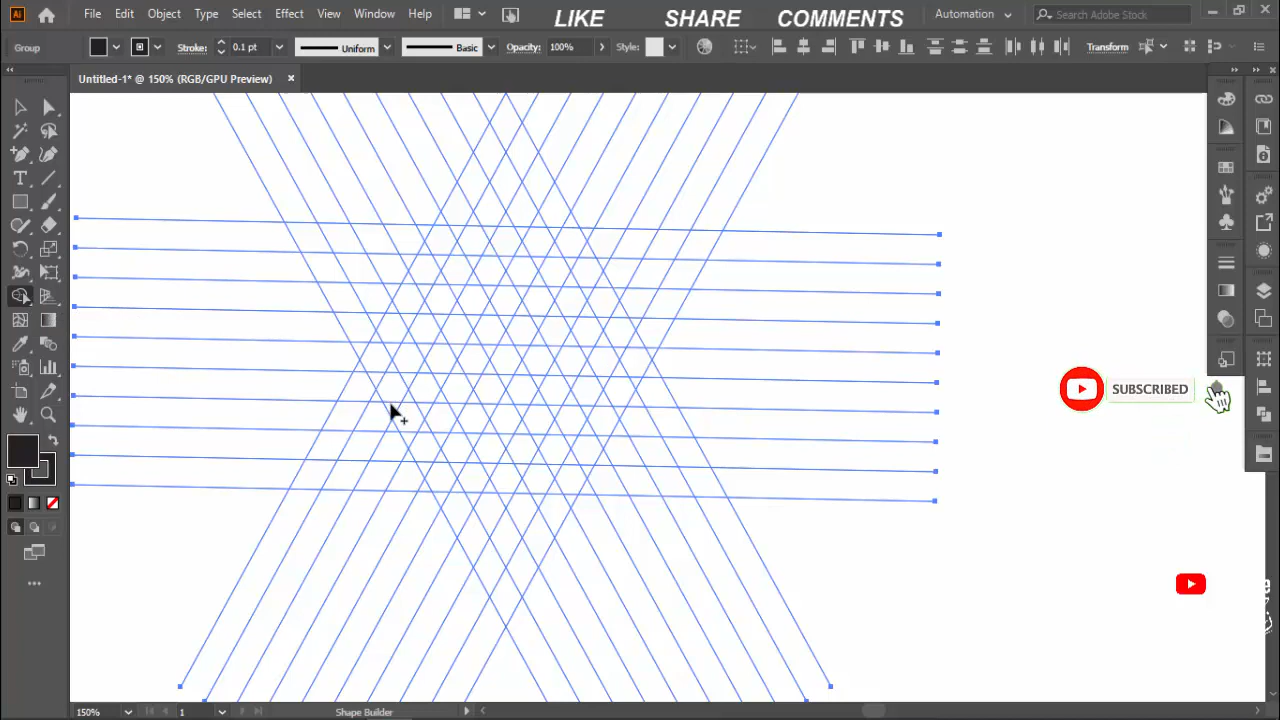 Ai File Edit Object Type Select Effect View Window Help LIKE SHARE COMMENTS Automation Search Adobe Stock
Group Stroke: 0.1 pt Uniform Basic Opacity: 100% Style: Transform
Untitled-1* @ 150% (RGB/GPU Preview)
SUBSCRIBED
150% 1 Shape Builder